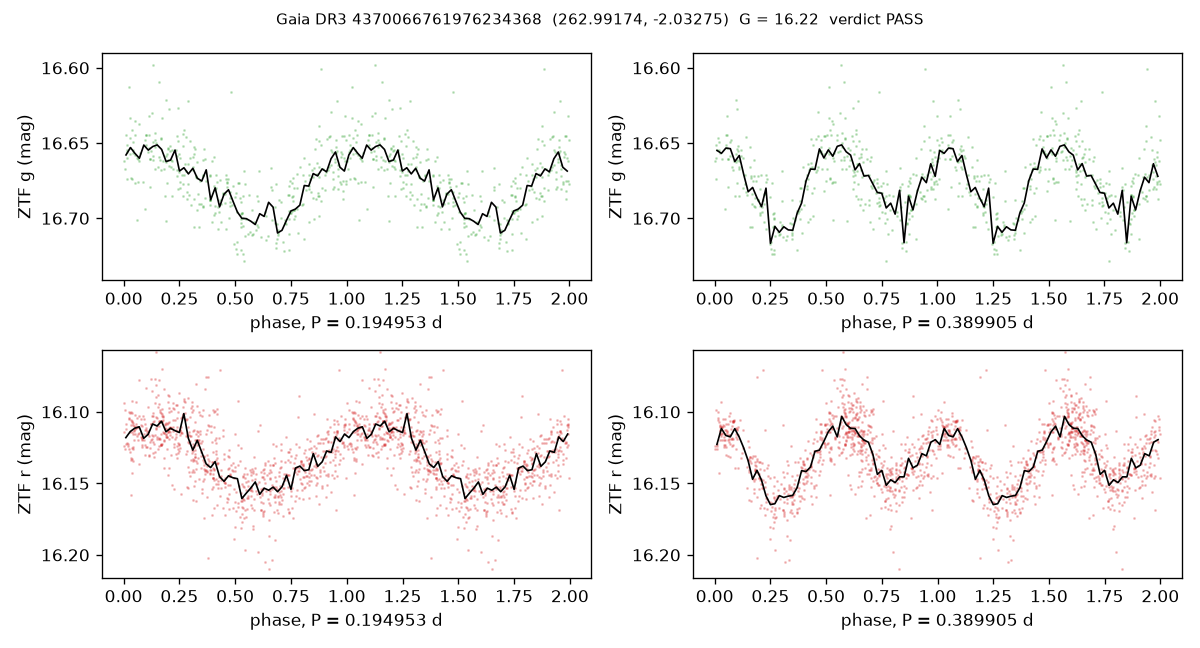 Gaia DR3 4370066761976234368  (262.99174, -2.03275)  G = 16.22  verdict PASS
ZTF g (mag)
16.60
16.65
16.70
0.00 0.25 0.50 0.75 1.00 1.25 1.50 1.75 2.00
phase, P = 0.194953 d
ZTF g (mag)
16.60
16.65
16.70
0.00 0.25 0.50 0.75 1.00 1.25 1.50 1.75 2.00
phase, P = 0.389905 d
ZTF r (mag)
16.10
16.15
16.20
0.00 0.25 0.50 0.75 1.00 1.25 1.50 1.75 2.00
phase, P = 0.194953 d
ZTF r (mag)
16.10
16.15
16.20
0.00 0.25 0.50 0.75 1.00 1.25 1.50 1.75 2.00
phase, P = 0.389905 d